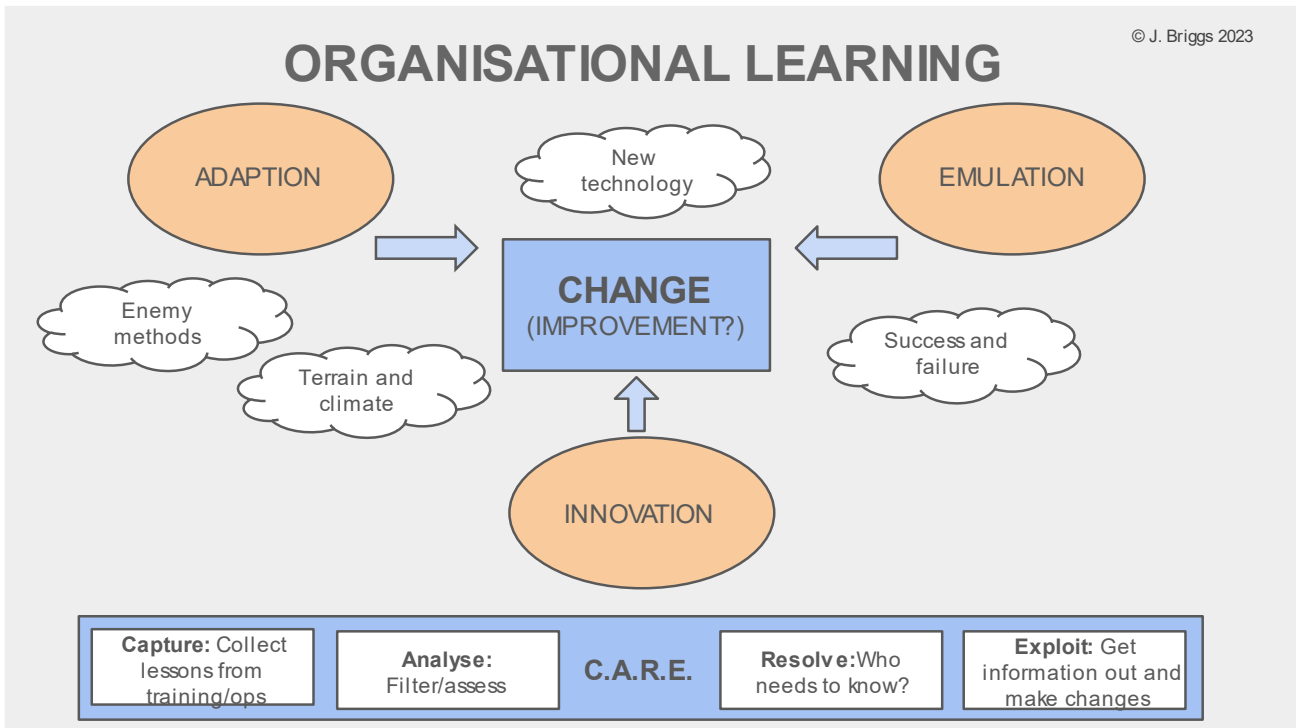 © J. Briggs 2023
ORGANISATIONAL LEARNING
ADAPTION
New
technology
EMULATION
CHANGE
(IMPROVEMENT?)
Enemy
methods
Terrain and
climate
Success and
failure
INNOVATION
Capture: Collect
lessons from
training/ops
Analyse:
Filter/assess
C.A.R.E.
Resolve:Who
needs to know?
Exploit: Get
information out and
make changes